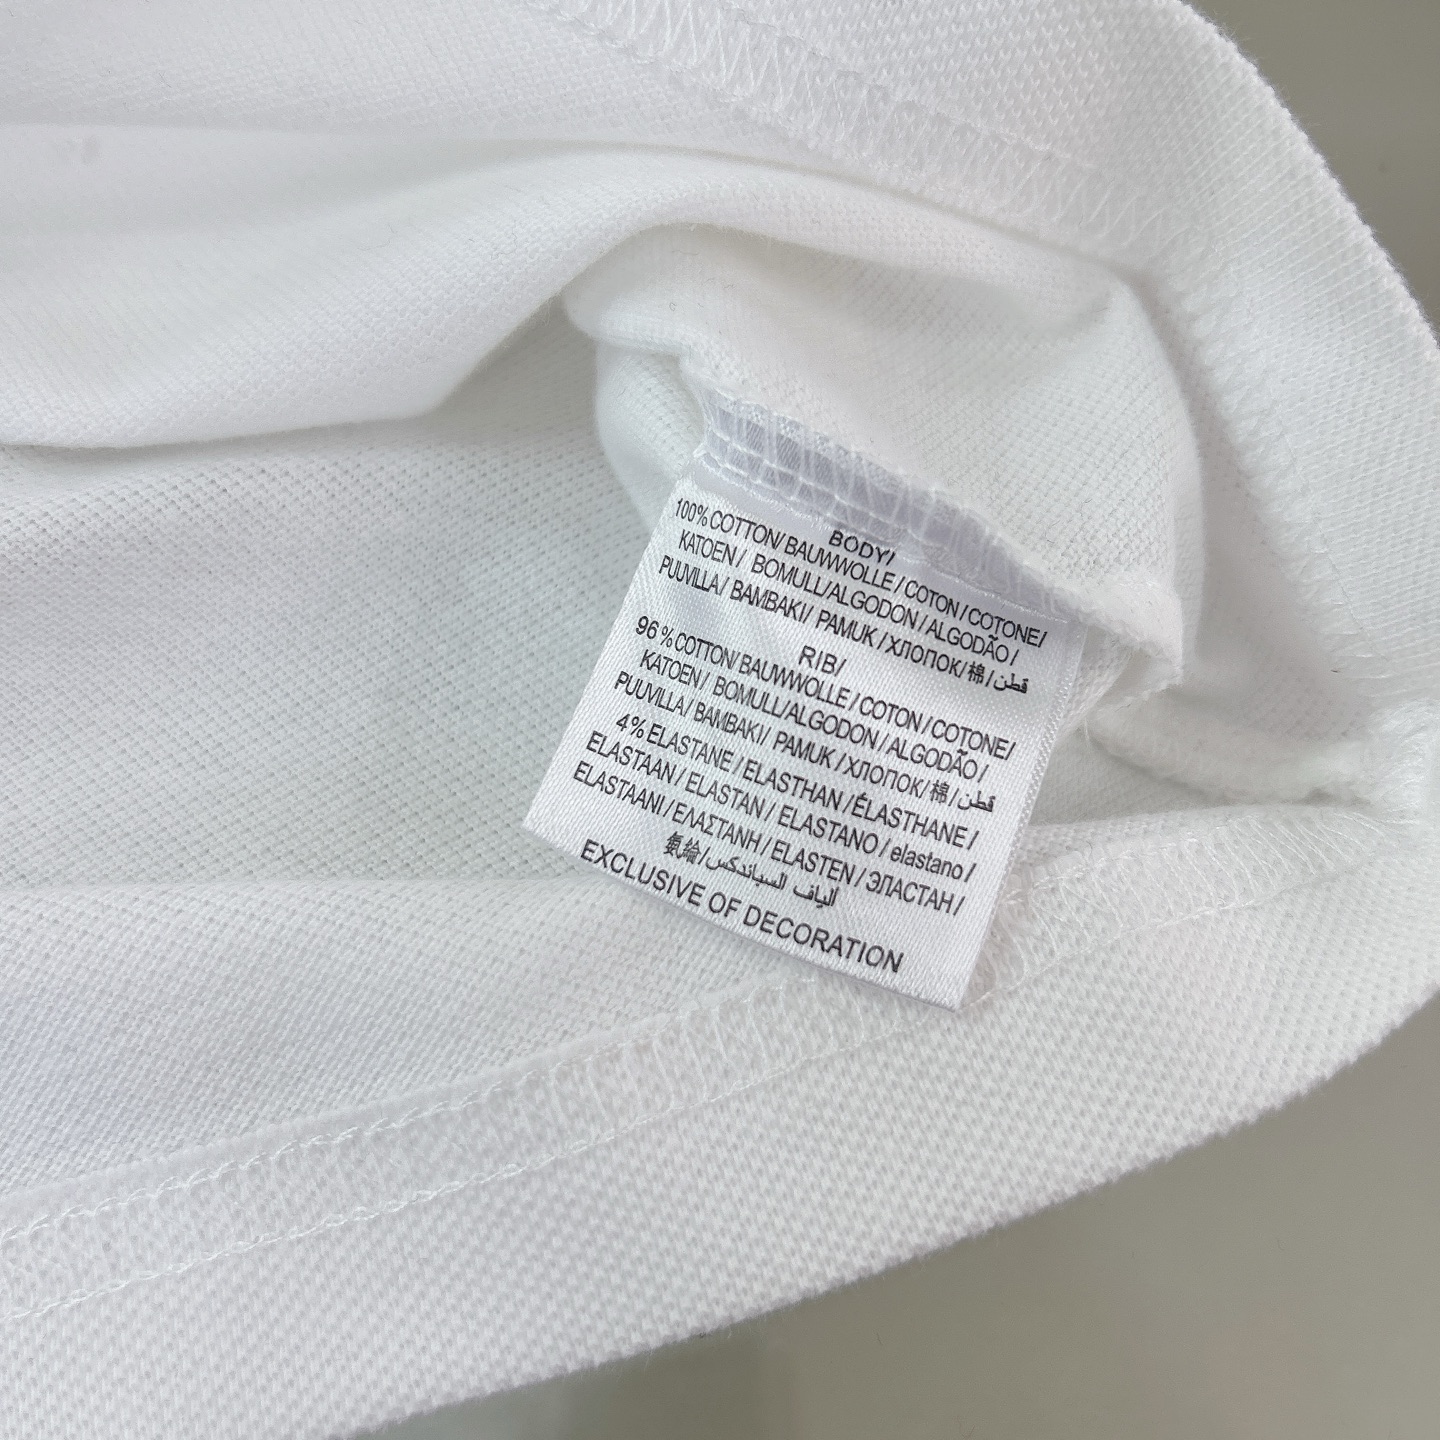 BODY/
100% COTTON/ BAUWWOLLE / COTON / COTONE/
KATOEN / BOMULL/ALGODON / ALGODÃO /
PUUVILLA / BAMBAKI/ PAMUK / ХЛОПОК/棉/قطن
RIB/
96 % COTTON/ BAUWWOLLE / COTON / COTONE/
KATOEN/ BOMULL/ALGODON / ALGODÃO /
PUUVILLA/ BAMBAKI/ PAMUK / ХЛОПОК/棉/قطن
4% ELASTANE / ELASTHAN / ÉLASTHANE /
ELASTAAN / ELASTAN / ELASTANO / elastano /
ELASTAANI / ΕΛΑΣΤΑΝΗ / ELASTEN / ЭЛАСТАН /
氨纶/ألياف السباندكس
EXCLUSIVE OF DECORATION